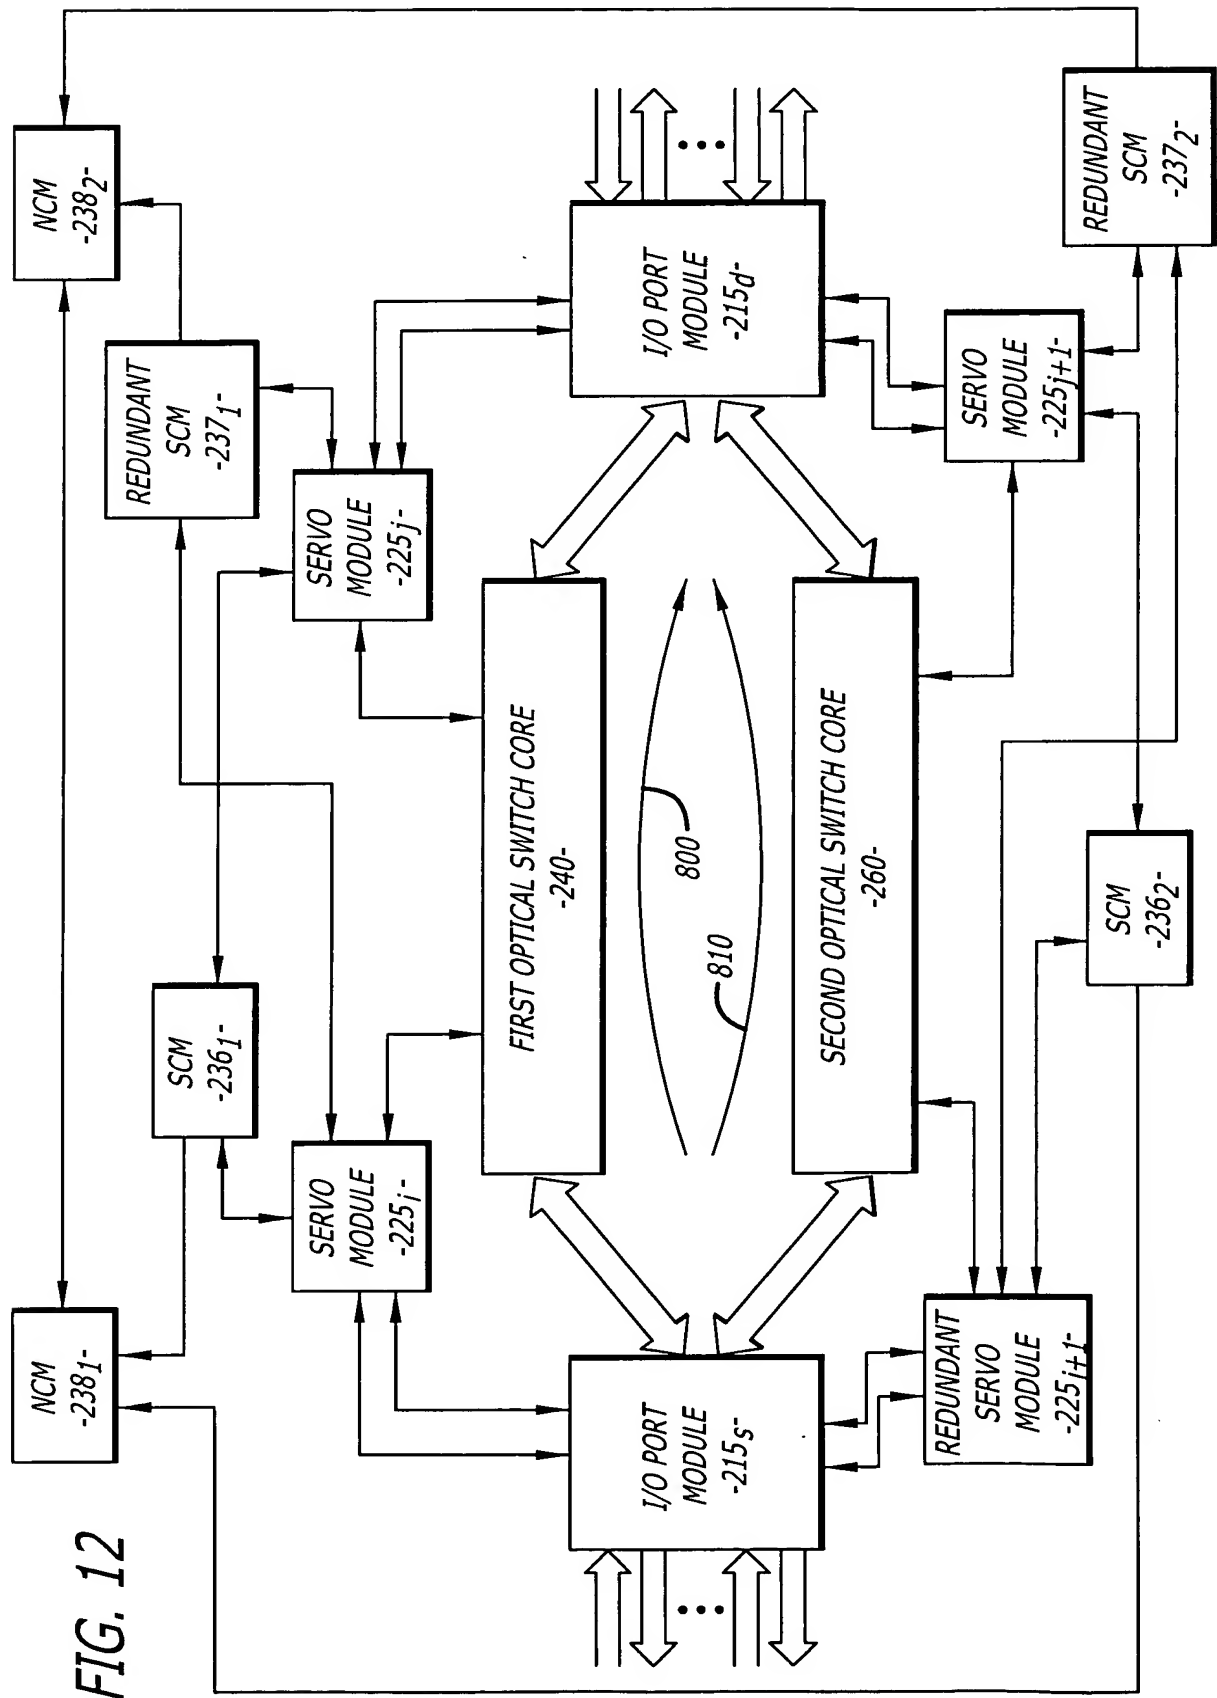 FIG. 12
NCM
-238₁-
NCM
-238₂-
SCM
-236₁-
REDUNDANT
SCM
-237₁-
SERVO
MODULE
-225ᵢ-
SERVO
MODULE
-225ⱼ-
FIRST OPTICAL SWITCH CORE
-240-
I/O PORT
MODULE
-215ₛ-
800
810
I/O PORT
MODULE
-215d-
SECOND OPTICAL SWITCH CORE
-260-
REDUNDANT
SERVO
MODULE
-225ᵢ₊₁-
SERVO
MODULE
-225ⱼ₊₁-
SCM
-236₂-
REDUNDANT
SCM
-237₂-